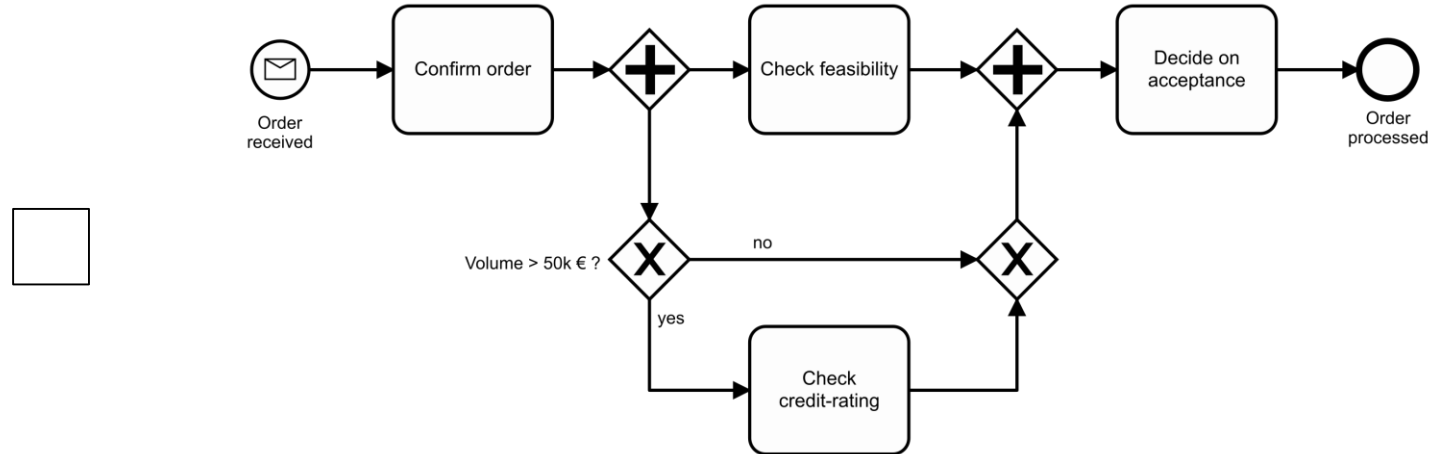 Order
received
Confirm order
Check feasibility
Decide on
acceptance
Order
processed
Volume > 50k € ?
no
yes
Check
credit-rating